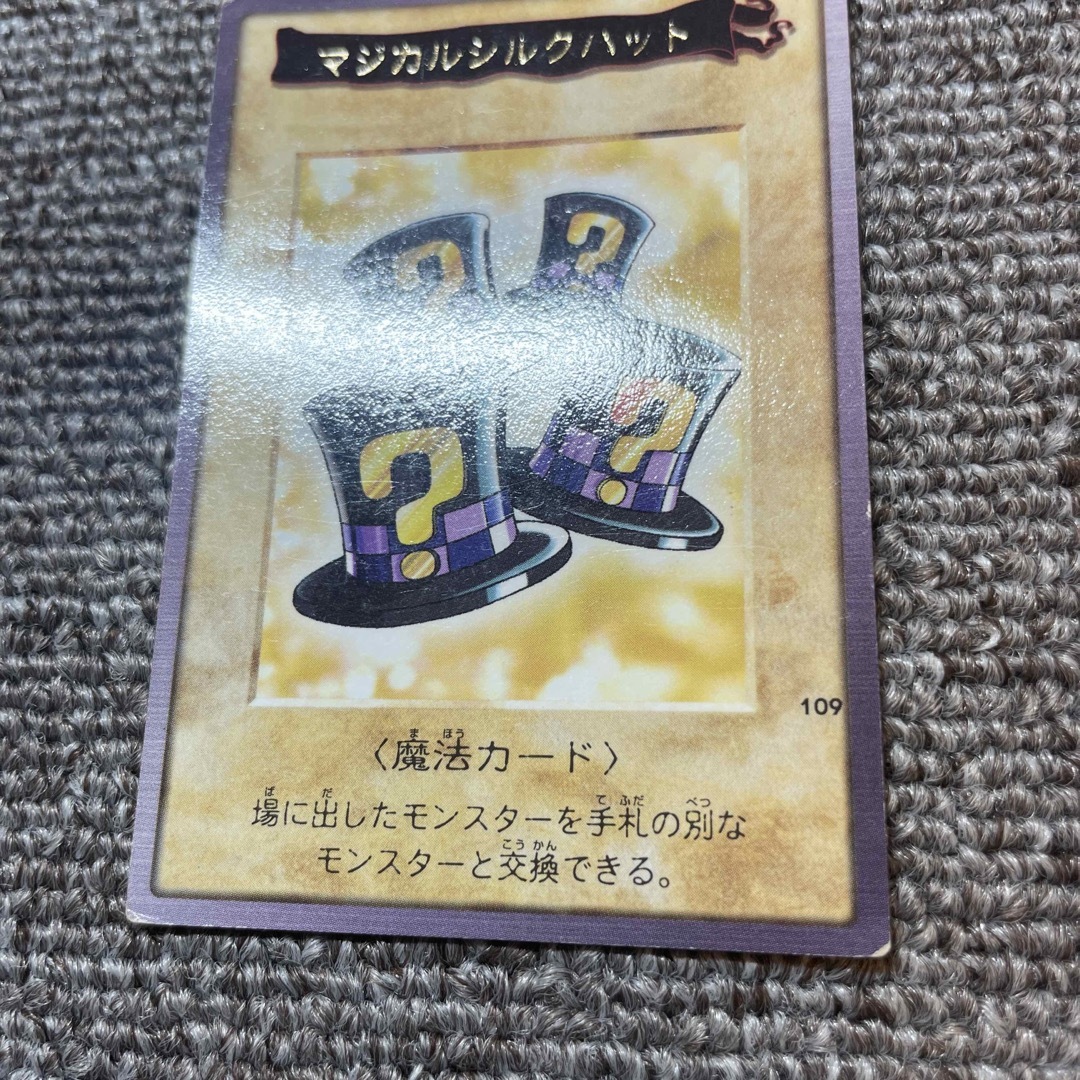 マジカルシルクハット
?
?
?
?
109
〈魔法カード〉
場に出したモンスターを手札の別な
モンスターと交換できる。